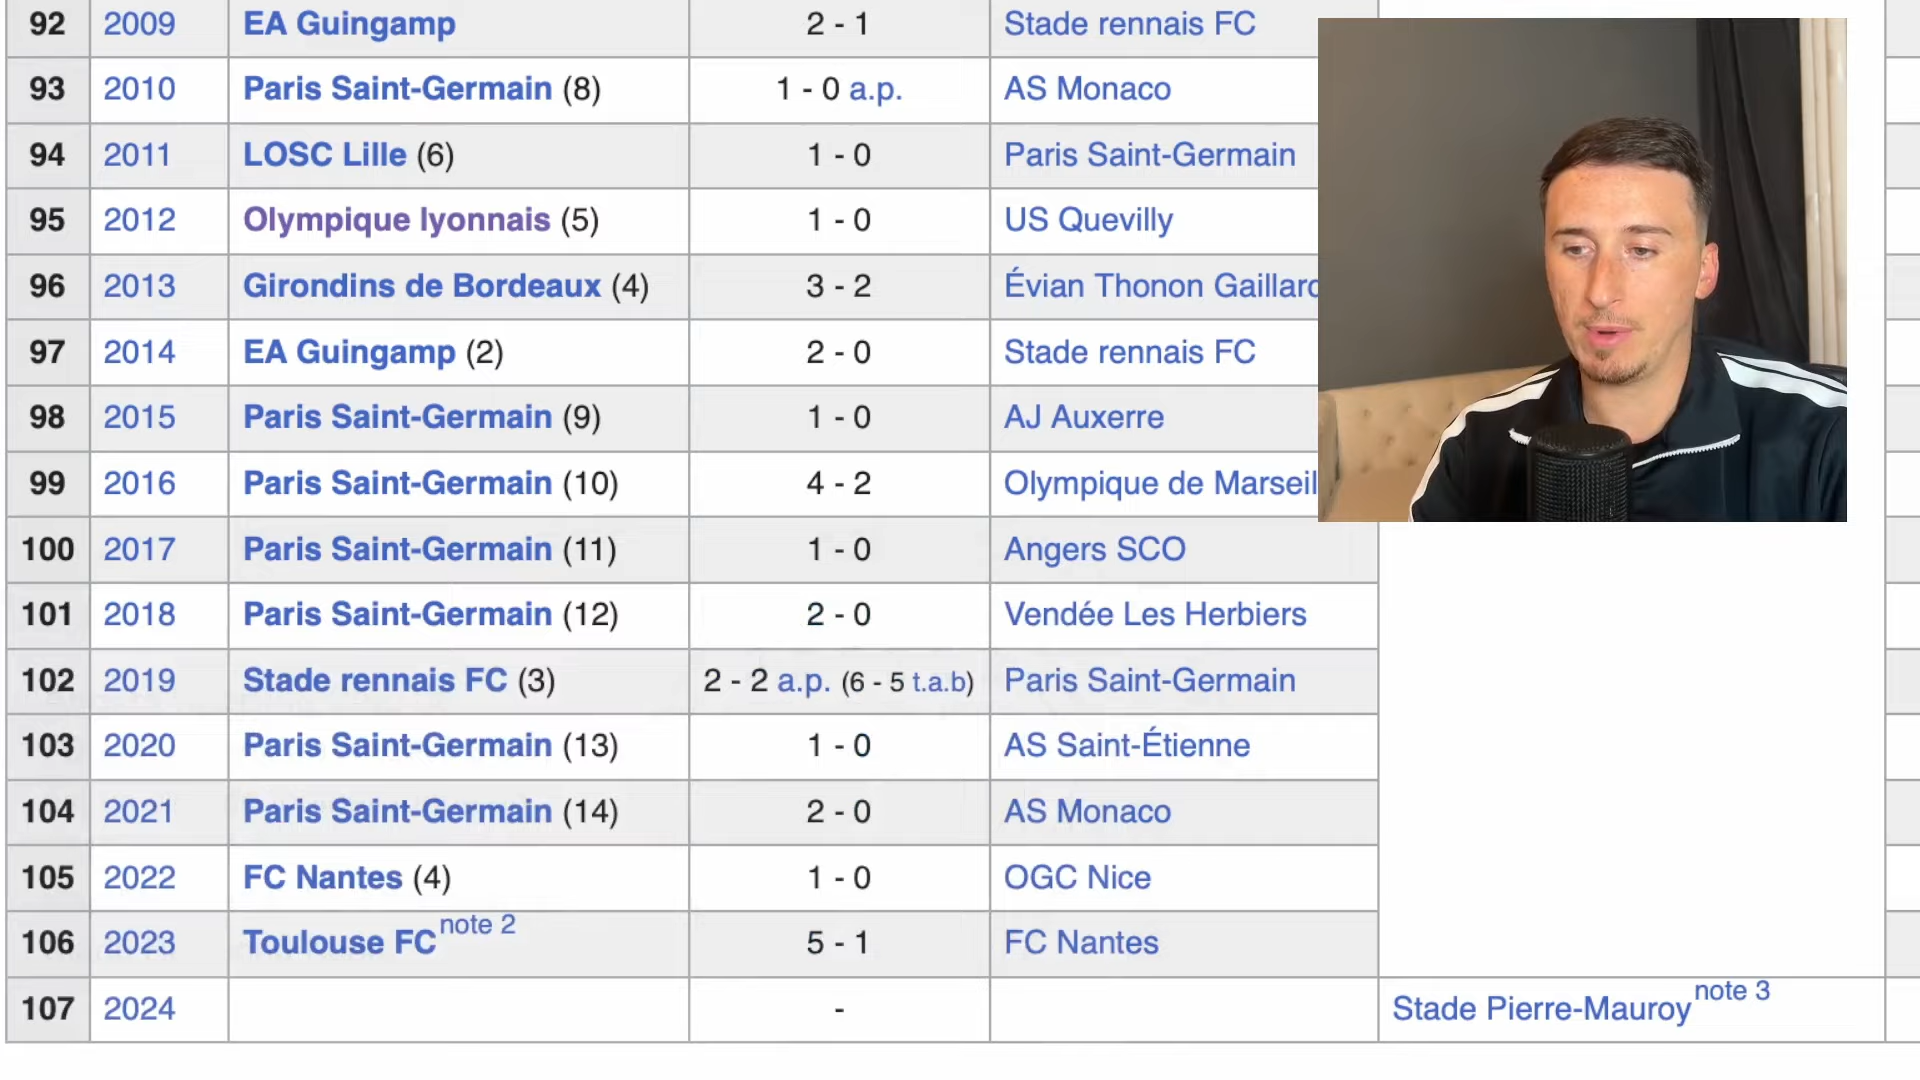 92 2009 EA Guingamp 2 - 1 Stade rennais FC
93 2010 Paris Saint-Germain (8) 1 - 0 a.p. AS Monaco
94 2011 LOSC Lille (6) 1 - 0 Paris Saint-Germain
95 2012 Olympique lyonnais (5) 1 - 0 US Quevilly
96 2013 Girondins de Bordeaux (4) 3 - 2 Évian Thonon Gaillard
97 2014 EA Guingamp (2) 2 - 0 Stade rennais FC
98 2015 Paris Saint-Germain (9) 1 - 0 AJ Auxerre
99 2016 Paris Saint-Germain (10) 4 - 2 Olympique de Marseil
100 2017 Paris Saint-Germain (11) 1 - 0 Angers SCO
101 2018 Paris Saint-Germain (12) 2 - 0 Vendée Les Herbiers
102 2019 Stade rennais FC (3) 2 - 2 a.p. (6 - 5 t.a.b) Paris Saint-Germain
103 2020 Paris Saint-Germain (13) 1 - 0 AS Saint-Étienne
104 2021 Paris Saint-Germain (14) 2 - 0 AS Monaco
105 2022 FC Nantes (4) 1 - 0 OGC Nice
106 2023 Toulouse FC note 2 5 - 1 FC Nantes
107 2024 - Stade Pierre-Mauroy note 3